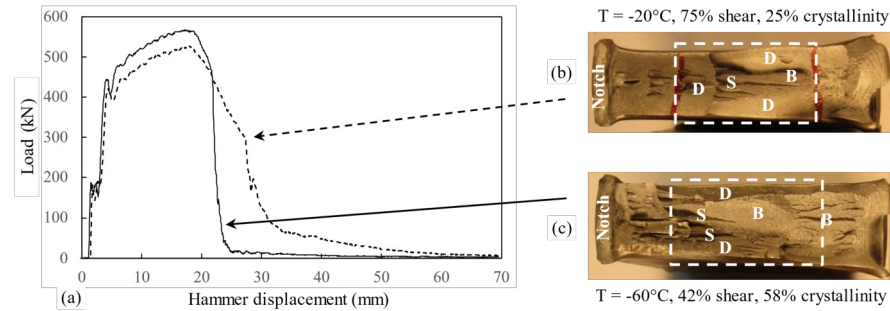 600
500
400
300
200
100
0
Load (kN)
0 10 20 30 40 50 60 70
(a)
Hammer displacement (mm)
T = -20°C, 75% shear, 25% crystallinity
(b)
Notch
D
S
B
D
D
(c)
Notch
D
S
B
B
S
D
T = -60°C, 42% shear, 58% crystallinity